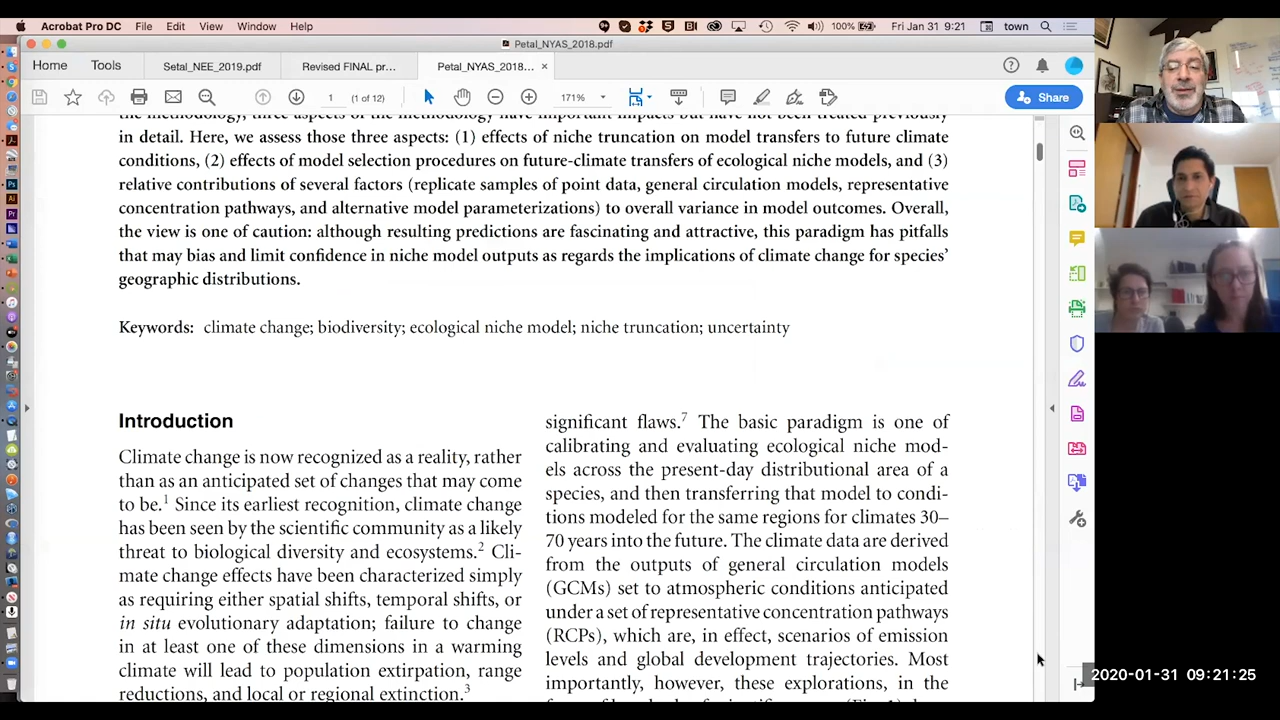 Acrobat Pro DC File Edit View Window Help
100% Fri Jan 31 9:21 town
Petal_NYAS_2018.pdf
Home Tools Setal_NEE_2019.pdf Revised FINAL pr... Petal_NYAS_2018... ×
1 (1 of 12) 171% Share
the methodology, three aspects of the methodology have important impacts but have not been treated previously
in detail. Here, we assess those three aspects: (1) effects of niche truncation on model transfers to future climate
conditions, (2) effects of model selection procedures on future-climate transfers of ecological niche models, and (3)
relative contributions of several factors (replicate samples of point data, general circulation models, representative
concentration pathways, and alternative model parameterizations) to overall variance in model outcomes. Overall,
the view is one of caution: although resulting predictions are fascinating and attractive, this paradigm has pitfalls
that may bias and limit confidence in niche model outputs as regards the implications of climate change for species’
geographic distributions.
Keywords: climate change; biodiversity; ecological niche model; niche truncation; uncertainty
Introduction
Climate change is now recognized as a reality, rather
than as an anticipated set of changes that may come
to be.1 Since its earliest recognition, climate change
has been seen by the scientific community as a likely
threat to biological diversity and ecosystems.2 Cli-
mate change effects have been characterized simply
as requiring either spatial shifts, temporal shifts, or
in situ evolutionary adaptation; failure to change
in at least one of these dimensions in a warming
climate will lead to population extirpation, range
reductions, and local or regional extinction.3
significant flaws.7 The basic paradigm is one of
calibrating and evaluating ecological niche mod-
els across the present-day distributional area of a
species, and then transferring that model to condi-
tions modeled for the same regions for climates 30–
70 years into the future. The climate data are derived
from the outputs of general circulation models
(GCMs) set to atmospheric conditions anticipated
under a set of representative concentration pathways
(RCPs), which are, in effect, scenarios of emission
levels and global development trajectories. Most
importantly, however, these explorations, in the
2020-01-31 09:21:25